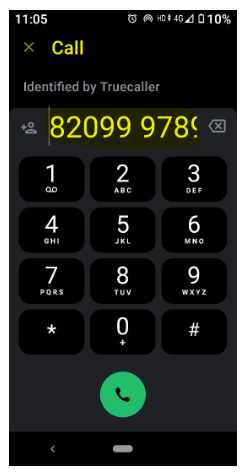 11:05 HD 4G 10%
× Call
Identified by Truecaller
82099 9789
1 2 3
ABC DEF
4 5 6
GHI JKL MNO
7 8 9
PQRS TUV WXYZ
* 0 #
+